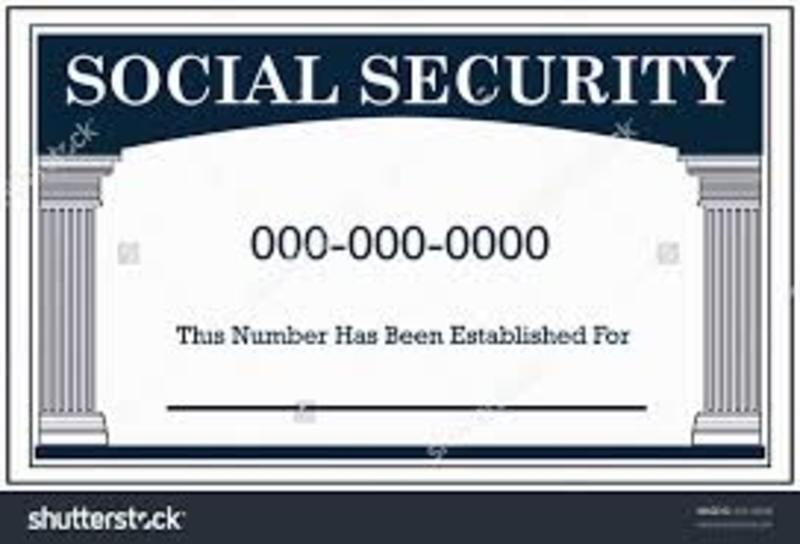 SOCIAL SECURITY
000-000-0000
This Number Has Been Established For
shutterstock